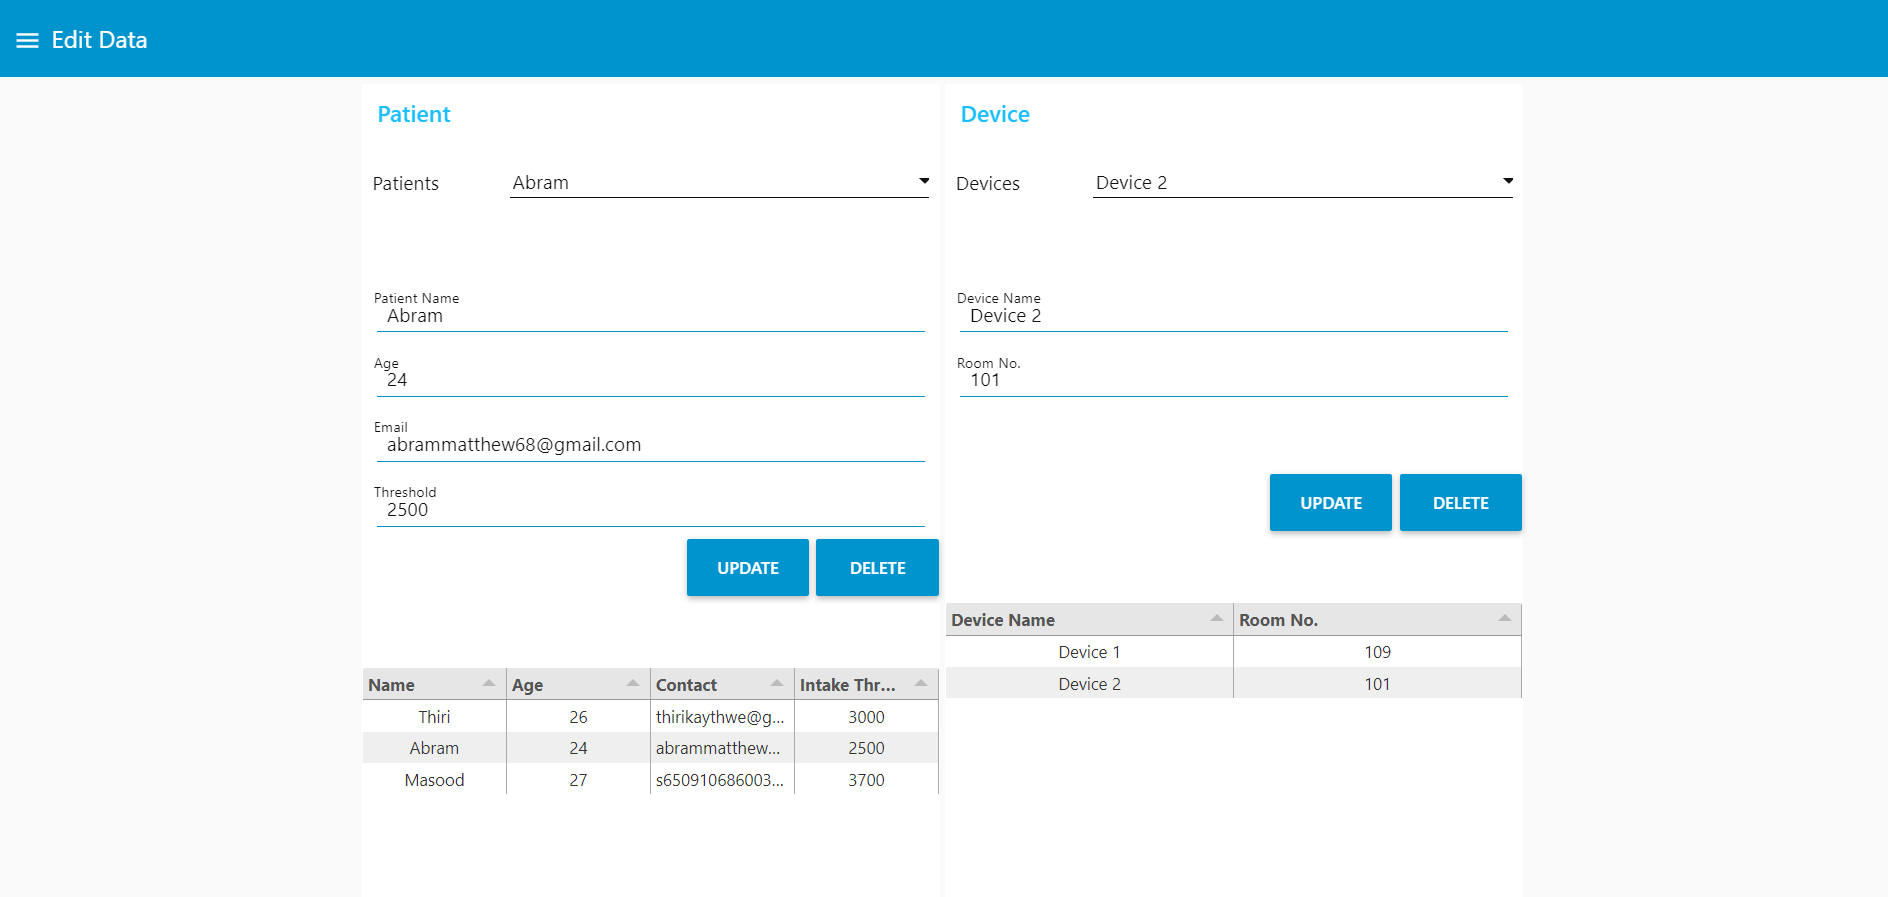 Edit Data
Patient
Patients Abram
Patient Name
Abram
Age
24
Email
abrammatthew68@gmail.com
Threshold
2500
UPDATE DELETE
Name Age Contact Intake Thr...
Thiri 26 thirikaythwe@g... 3000
Abram 24 abrammatthew... 2500
Masood 27 s650910686003... 3700
Device
Devices Device 2
Device Name
Device 2
Room No.
101
UPDATE DELETE
Device Name Room No.
Device 1 109
Device 2 101